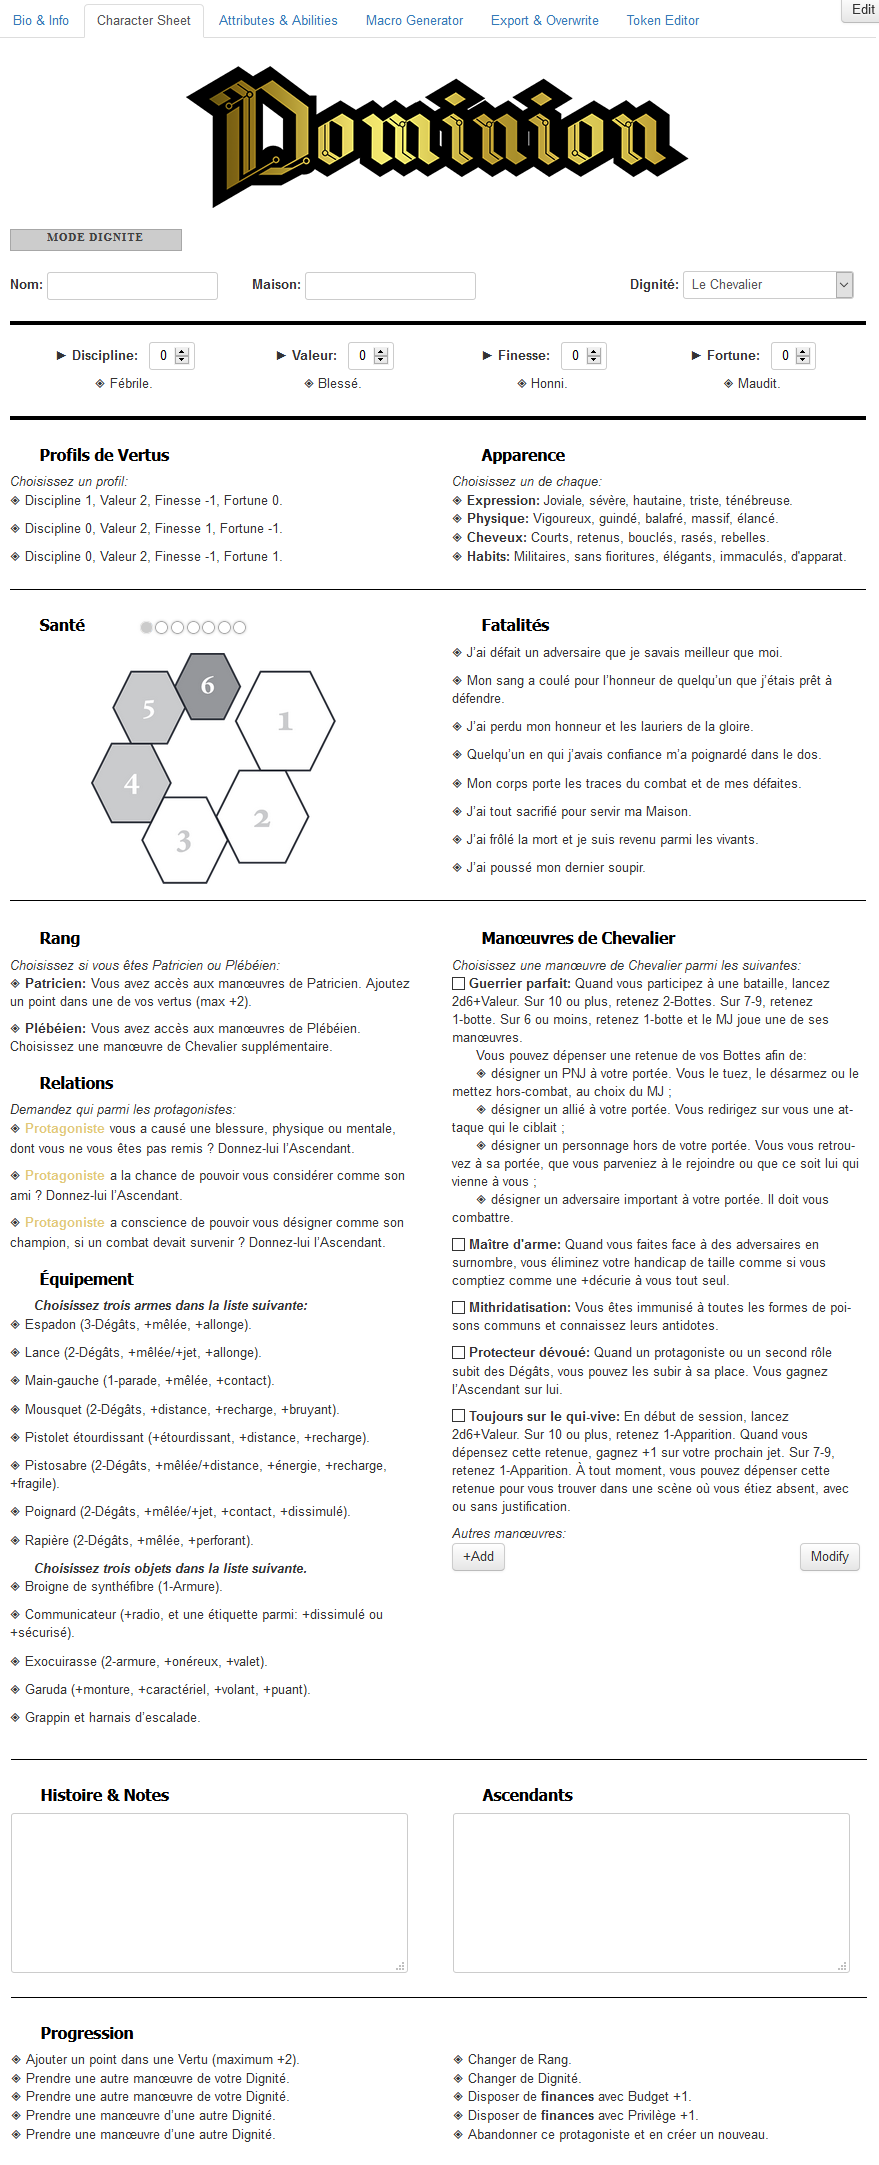 Bio & Info
Character Sheet
Attributes & Abilities
Macro Generator
Export & Overwrite
Token Editor
Edit
Dominion
MODE DIGNITE
Nom:
Maison:
Dignité: Le Chevalier
► Discipline: 0
► Valeur: 0
► Finesse: 0
► Fortune: 0
Fébrile.
Blessé.
Honni.
Maudit.
Profils de Vertus
Choisissez un profil:
Discipline 1, Valeur 2, Finesse -1, Fortune 0.
Discipline 0, Valeur 2, Finesse 1, Fortune -1.
Discipline 0, Valeur 2, Finesse -1, Fortune 1.
Apparence
Choisissez un de chaque:
Expression: Joviale, sévère, hautaine, triste, ténébreuse.
Physique: Vigoureux, guindé, balafré, massif, élancé.
Cheveux: Courts, retenus, bouclés, rasés, rebelles.
Habits: Militaires, sans fioritures, élégants, immaculés, d'apparat.
Santé
6
5
1
4
2
3
Fatalités
J’ai défait un adversaire que je savais meilleur que moi.
Mon sang a coulé pour l’honneur de quelqu’un que j’étais prêt à
défendre.
J’ai perdu mon honneur et les lauriers de la gloire.
Quelqu’un en qui j’avais confiance m’a poignardé dans le dos.
Mon corps porte les traces du combat et de mes défaites.
J’ai tout sacrifié pour servir ma Maison.
J’ai frôlé la mort et je suis revenu parmi les vivants.
J’ai poussé mon dernier soupir.
Rang
Choisissez si vous êtes Patricien ou Plébéien:
Patricien: Vous avez accès aux manœuvres de Patricien. Ajoutez
un point dans une de vos vertus (max +2).
Plébéien: Vous avez accès aux manœuvres de Plébéien.
Choisissez une manœuvre de Chevalier supplémentaire.
Relations
Demandez qui parmi les protagonistes:
Protagoniste vous a causé une blessure, physique ou mentale,
dont vous ne vous êtes pas remis ? Donnez-lui l’Ascendant.
Protagoniste a la chance de pouvoir vous considérer comme son
ami ? Donnez-lui l’Ascendant.
Protagoniste a conscience de pouvoir vous désigner comme son
champion, si un combat devait survenir ? Donnez-lui l’Ascendant.
Équipement
Choisissez trois armes dans la liste suivante:
Espadon (3-Dégâts, +mêlée, +allonge).
Lance (2-Dégâts, +mêlée/+jet, +allonge).
Main-gauche (1-parade, +mêlée, +contact).
Mousquet (2-Dégâts, +distance, +recharge, +bruyant).
Pistolet étourdissant (+étourdissant, +distance, +recharge).
Pistosabre (2-Dégâts, +mêlée/+distance, +énergie, +recharge,
+fragile).
Poignard (2-Dégâts, +mêlée/+jet, +contact, +dissimulé).
Rapière (2-Dégâts, +mêlée, +perforant).
Choisissez trois objets dans la liste suivante.
Broigne de synthéfibre (1-Armure).
Communicateur (+radio, et une étiquette parmi: +dissimulé ou
+sécurisé).
Exocuirasse (2-armure, +onéreux, +valet).
Garuda (+monture, +caractériel, +volant, +puant).
Grappin et harnais d’escalade.
Manœuvres de Chevalier
Choisissez une manœuvre de Chevalier parmi les suivantes:
Guerrier parfait: Quand vous participez à une bataille, lancez
2d6+Valeur. Sur 10 ou plus, retenez 2-Bottes. Sur 7-9, retenez
1-botte. Sur 6 ou moins, retenez 1-botte et le MJ joue une de ses
manœuvres.
Vous pouvez dépenser une retenue de vos Bottes afin de:
désigner un PNJ à votre portée. Vous le tuez, le désarmez ou le
mettez hors-combat, au choix du MJ ;
désigner un allié à votre portée. Vous redirigez sur vous une at-
taque qui le ciblait ;
désigner un personnage hors de votre portée. Vous vous retrou-
vez à sa portée, que vous parveniez à le rejoindre ou que ce soit lui qui
vienne à vous ;
désigner un adversaire important à votre portée. Il doit vous
combattre.
Maître d'arme: Quand vous faites face à des adversaires en
surnombre, vous éliminez votre handicap de taille comme si vous
comptiez comme une +décurie à vous tout seul.
Mithridatisation: Vous êtes immunisé à toutes les formes de poi-
sons communs et connaissez leurs antidotes.
Protecteur dévoué: Quand un protagoniste ou un second rôle
subit des Dégâts, vous pouvez les subir à sa place. Vous gagnez
l’Ascendant sur lui.
Toujours sur le qui-vive: En début de session, lancez
2d6+Valeur. Sur 10 ou plus, retenez 1-Apparition. Quand vous
dépensez cette retenue, gagnez +1 sur votre prochain jet. Sur 7-9,
retenez 1-Apparition. À tout moment, vous pouvez dépenser cette
retenue pour vous trouver dans une scène où vous étiez absent, avec
ou sans justification.
Autres manœuvres:
+Add
Modify
Histoire & Notes
Ascendants
Progression
Ajouter un point dans une Vertu (maximum +2).
Prendre une autre manœuvre de votre Dignité.
Prendre une autre manœuvre de votre Dignité.
Prendre une manœuvre d’une autre Dignité.
Prendre une manœuvre d’une autre Dignité.
Changer de Rang.
Changer de Dignité.
Disposer de finances avec Budget +1.
Disposer de finances avec Privilège +1.
Abandonner ce protagoniste et en créer un nouveau.